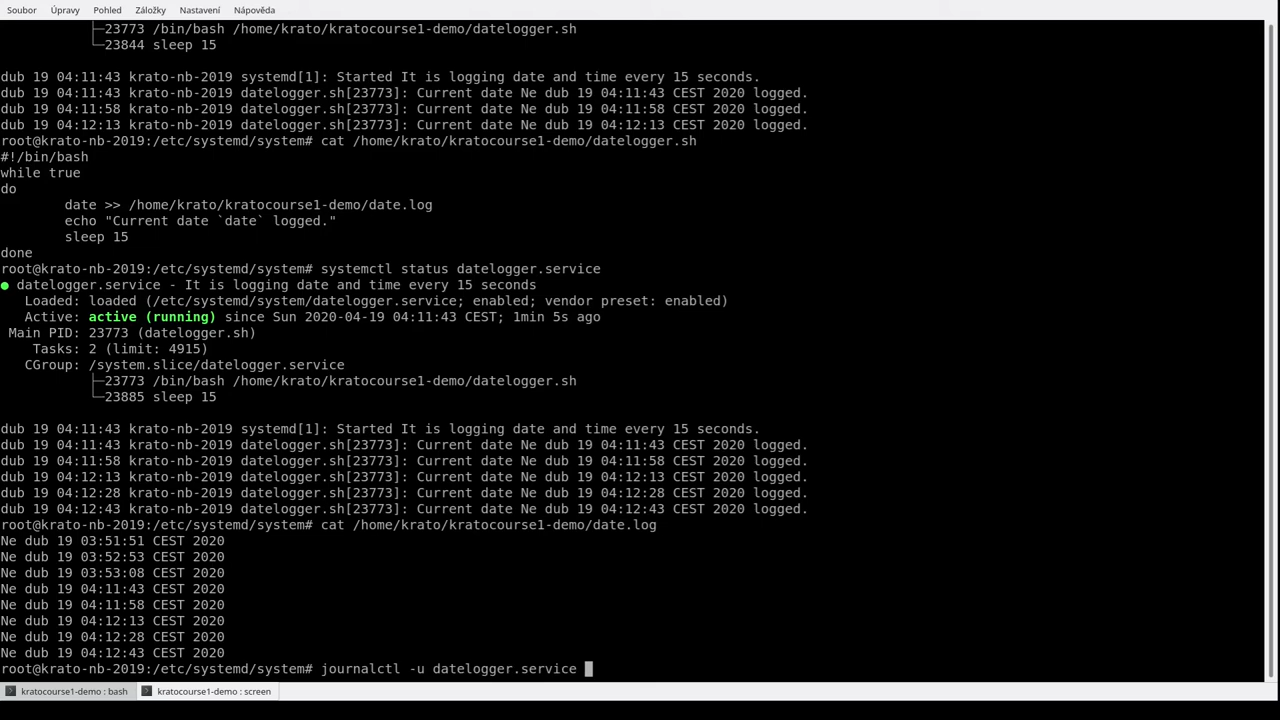 Soubor Úpravy Pohled Záložky Nastavení Nápověda
├─23773 /bin/bash /home/krato/kratocourse1-demo/datelogger.sh
└─23844 sleep 15
dub 19 04:11:43 krato-nb-2019 systemd[1]: Started It is logging date and time every 15 seconds.
dub 19 04:11:43 krato-nb-2019 datelogger.sh[23773]: Current date Ne dub 19 04:11:43 CEST 2020 logged.
dub 19 04:11:58 krato-nb-2019 datelogger.sh[23773]: Current date Ne dub 19 04:11:58 CEST 2020 logged.
dub 19 04:12:13 krato-nb-2019 datelogger.sh[23773]: Current date Ne dub 19 04:12:13 CEST 2020 logged.
root@krato-nb-2019:/etc/systemd/system# cat /home/krato/kratocourse1-demo/datelogger.sh
#!/bin/bash
while true
do
date >> /home/krato/kratocourse1-demo/date.log
echo "Current date `date` logged."
sleep 15
done
root@krato-nb-2019:/etc/systemd/system# systemctl status datelogger.service
● datelogger.service - It is logging date and time every 15 seconds
Loaded: loaded (/etc/systemd/system/datelogger.service; enabled; vendor preset: enabled)
Active: active (running) since Sun 2020-04-19 04:11:43 CEST; 1min 5s ago
Main PID: 23773 (datelogger.sh)
Tasks: 2 (limit: 4915)
CGroup: /system.slice/datelogger.service
├─23773 /bin/bash /home/krato/kratocourse1-demo/datelogger.sh
└─23885 sleep 15
dub 19 04:11:43 krato-nb-2019 systemd[1]: Started It is logging date and time every 15 seconds.
dub 19 04:11:43 krato-nb-2019 datelogger.sh[23773]: Current date Ne dub 19 04:11:43 CEST 2020 logged.
dub 19 04:11:58 krato-nb-2019 datelogger.sh[23773]: Current date Ne dub 19 04:11:58 CEST 2020 logged.
dub 19 04:12:13 krato-nb-2019 datelogger.sh[23773]: Current date Ne dub 19 04:12:13 CEST 2020 logged.
dub 19 04:12:28 krato-nb-2019 datelogger.sh[23773]: Current date Ne dub 19 04:12:28 CEST 2020 logged.
dub 19 04:12:43 krato-nb-2019 datelogger.sh[23773]: Current date Ne dub 19 04:12:43 CEST 2020 logged.
root@krato-nb-2019:/etc/systemd/system# cat /home/krato/kratocourse1-demo/date.log
Ne dub 19 03:51:51 CEST 2020
Ne dub 19 03:52:53 CEST 2020
Ne dub 19 03:53:08 CEST 2020
Ne dub 19 04:11:43 CEST 2020
Ne dub 19 04:11:58 CEST 2020
Ne dub 19 04:12:13 CEST 2020
Ne dub 19 04:12:28 CEST 2020
Ne dub 19 04:12:43 CEST 2020
root@krato-nb-2019:/etc/systemd/system# journalctl -u datelogger.service
kratocourse1-demo : bash kratocourse1-demo : screen